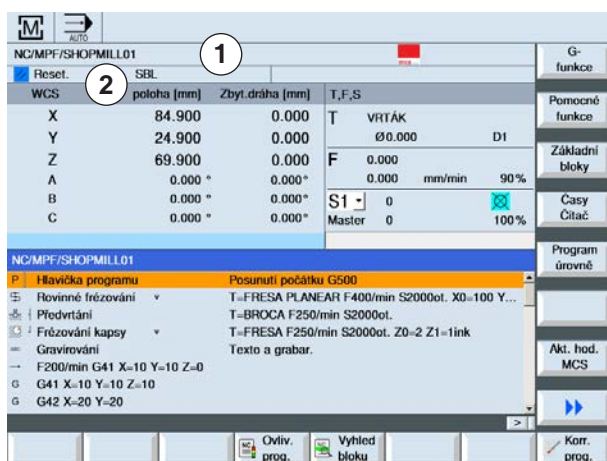 M AUTO
NC/MPF/SHOPMILL01 1
Reset. SBL 2
WCS poloha [mm] Zbyt.dráha [mm] T,F,S
X 84.900 0.000 T VRTÁK
Y 24.900 0.000 Ø0.000 D1
Z 69.900 0.000 F 0.000
A 0.000 ° 0.000° 0.000 mm/min 90%
B 0.000 ° 0.000° S1 0
C 0.000 ° 0.000° Master 0 100%
NC/MPF/SHOPMILL01
P Hlavička programu Posunutí počátku G500
Rovinné frézování T=FRESA PLANEAR F400/min S2000ot. X0=100 Y...
Předvrtání T=BROCA F250/min S2000ot.
Frézování kapsy T=FRESA F250/min S2000ot. Z0=2 Z1=1ink
Gravírování Texto a grabar.
→ F200/min G41 X=10 Y=10 Z=0
G G41 X=10 Y=10 Z=10
G G42 X=20 Y=20
>
G-
funkce
Pomocné
funkce
Základní
bloky
Časy
Čítač
Program
úrovně
Akt. hod.
MCS
Ovliv.
prog.
Vyhled
bloku
Korr.
prog.